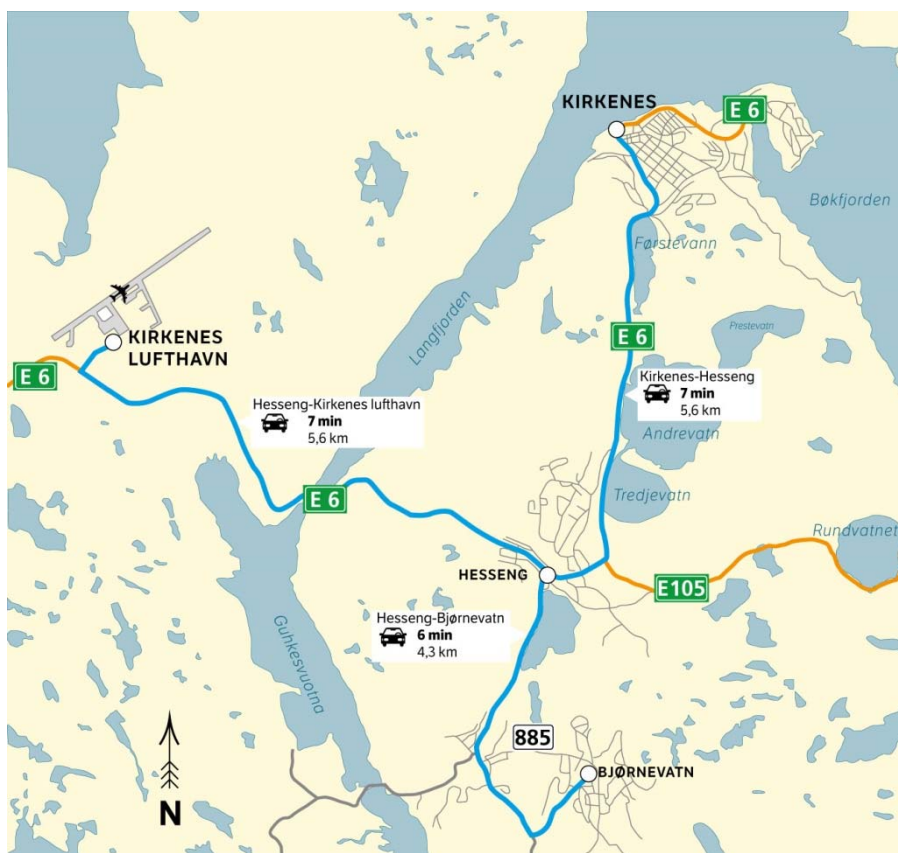 KIRKENES
E 6
Bøkfjorden
Førstevann
Langfjorden
Prestevatn
KIRKENES
LUFTHAVN
E 6
E 6
Kirkenes-Hesseng
7 min
5,6 km
Hesseng-Kirkenes lufthavn
7 min
5,6 km
Andrevatn
Tredjevatn
E 6
Rundvatnet
HESSENG
E105
Hesseng-Bjørnevatn
6 min
4,3 km
Guhkesvuotna
885
BJØRNEVATN
N